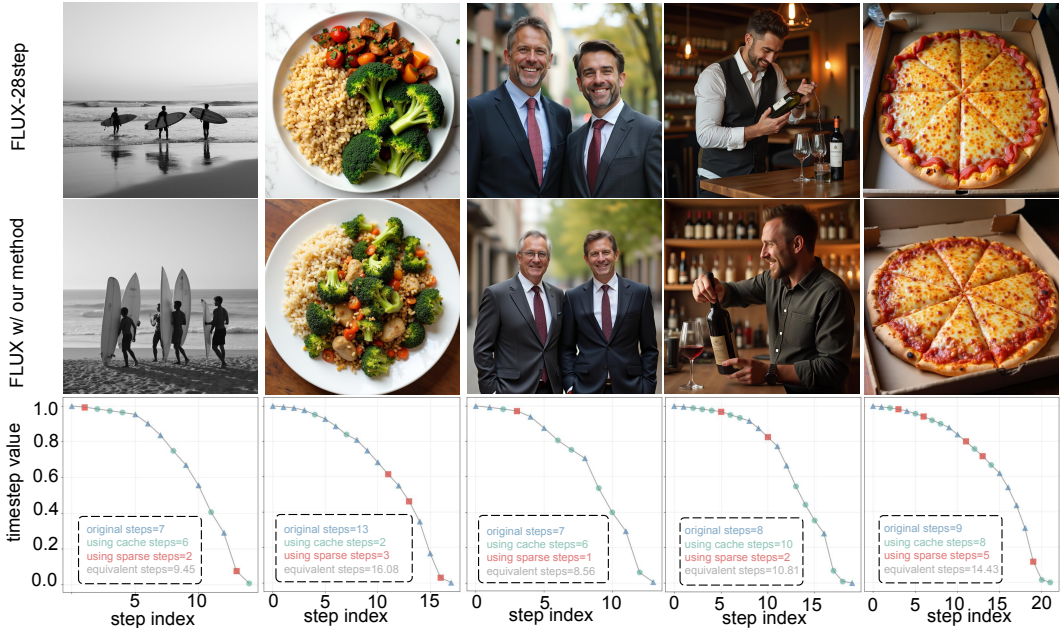 FLUX-28step
FLUX w/ our method
timestep value
1.0
0.8
0.6
0.4
0.2
0.0
original steps=7
using cache steps=6
using sparse steps=2
equivalent steps=9.45
0 5 10
step index
original steps=13
using cache steps=2
using sparse steps=3
equivalent steps=16.08
0 5 10 15
step index
original steps=7
using cache steps=6
using sparse steps=1
equivalent steps=8.56
0 5 10
step index
original steps=8
using cache steps=10
using sparse steps=2
equivalent steps=10.81
0 5 10 15
step index
original steps=9
using cache steps=8
using sparse steps=5
equivalent steps=14.43
0 5 10 15 20
step index